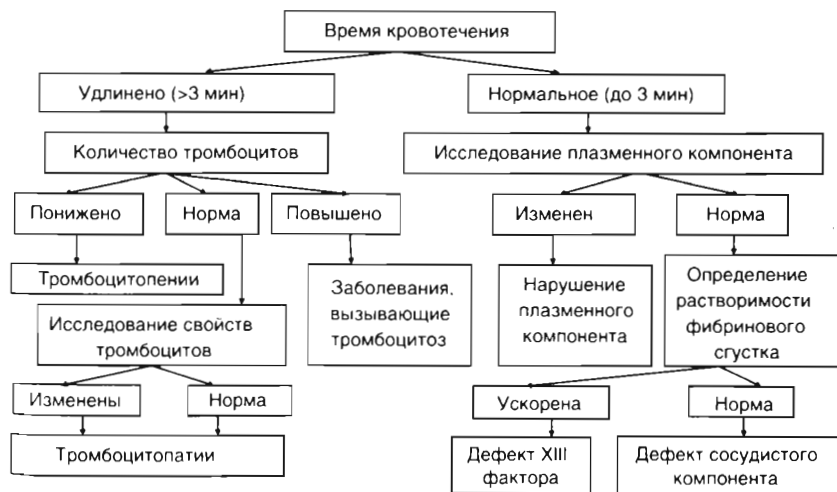 Время кровотечения
Удлинено (>3 мин)
Нормальное (до 3 мин)
Количество тромбоцитов
Исследование плазменного компонента
Понижено
Норма
Повышено
Изменен
Норма
Тромбоцитопении
Заболевания,
вызывающие
тромбоцитоз
Нарушение
плазменного
компонента
Определение
растворимости
фибринового
сгустка
Исследование свойств
тромбоцитов
Изменены
Норма
Ускорена
Норма
Тромбоцитопатии
Дефект XIII
фактора
Дефект сосудистого
компонента